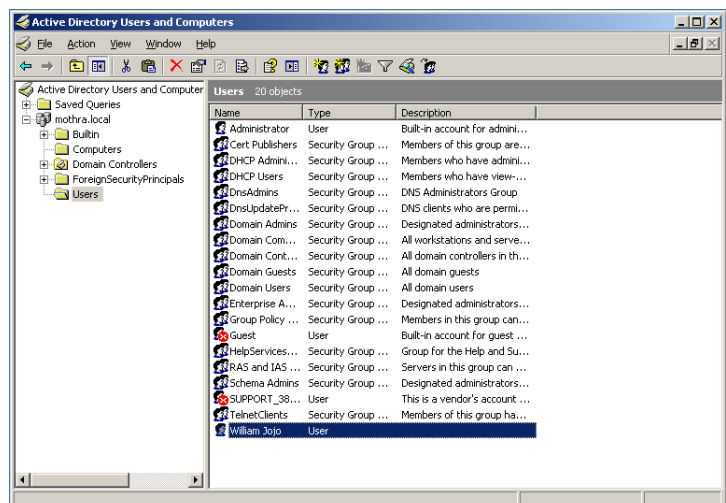 Active Directory Users and Computers
File Action View Window Help
Active Directory Users and Computer
Saved Queries
mothra.local
Builtin
Computers
Domain Controllers
ForeignSecurityPrincipals
Users
Users 20 objects
Name Type Description
Administrator User Built-in account for admini...
Cert Publishers Security Group ... Members of this group are...
DHCP Admini... Security Group ... Members who have admini...
DHCP Users Security Group ... Members who have view-...
DnsAdmins Security Group ... DNS Administrators Group
DnsUpdatePr... Security Group ... DNS clients who are permi...
Domain Admins Security Group ... Designated administrators...
Domain Com... Security Group ... All workstations and serve...
Domain Cont... Security Group ... All domain controllers in th...
Domain Guests Security Group ... All domain guests
Domain Users Security Group ... All domain users
Enterprise A... Security Group ... Designated administrators...
Group Policy ... Security Group ... Members in this group can...
Guest User Built-in account for guest ...
HelpServices... Security Group ... Group for the Help and Su...
RAS and IAS ... Security Group ... Servers in this group can ...
Schema Admins Security Group ... Designated administrators...
SUPPORT_38... User This is a vendor's account ...
TelnetClients Security Group ... Members of this group ha...
William Jojo User